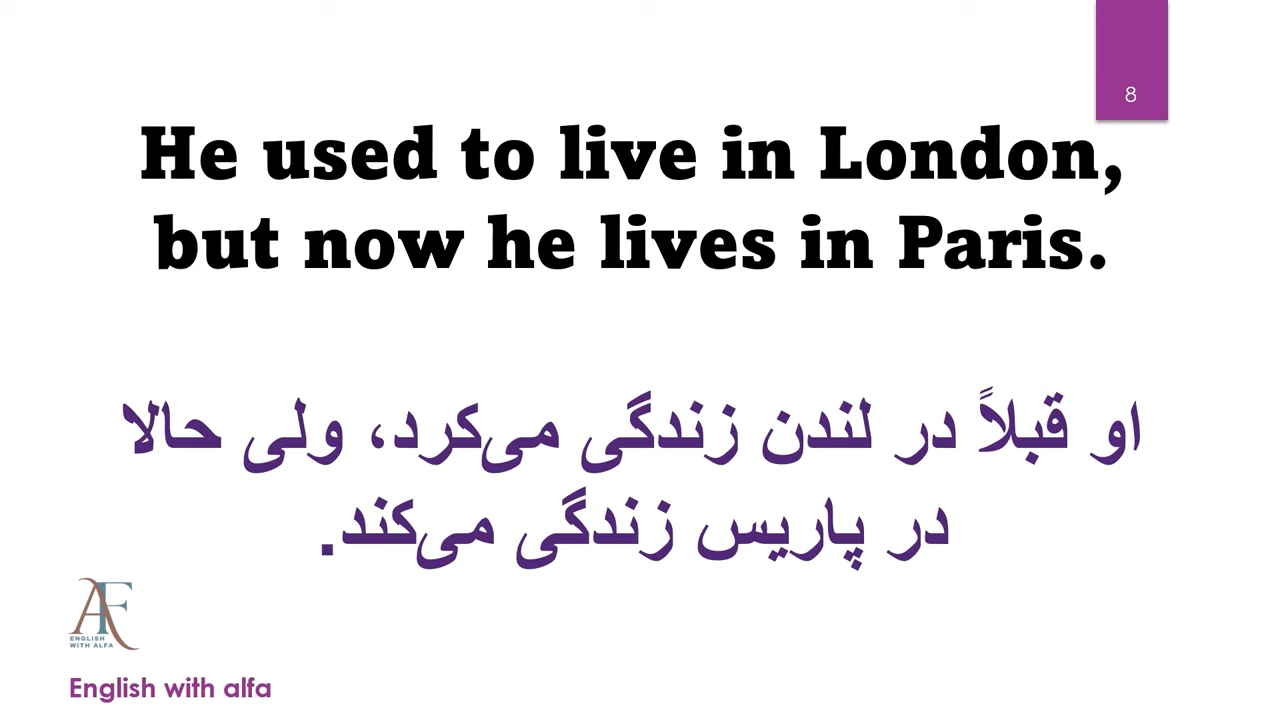 8
He used to live in London,
but now he lives in Paris.
او قبلاً در لندن زندگی می‌کرد، ولی حالا
در پاریس زندگی می‌کند.
AF
ENGLISH
WITH ALFA
English with alfa